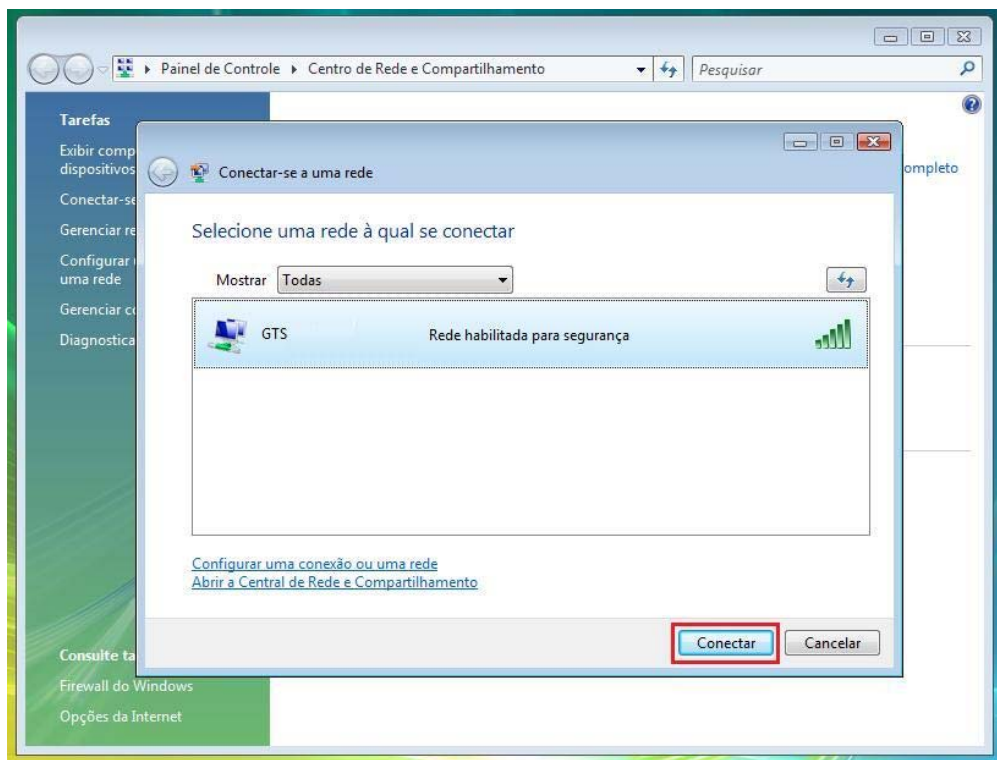 Painel de Controle
Centro de Rede e Compartilhamento
Pesquisar
Tarefas
Exibir comp
dispositivos
Conectar-se
Gerenciar re
Configurar
uma rede
Gerenciar co
Diagnostica
ompleto
Conectar-se a uma rede
Selecione uma rede à qual se conectar
Mostrar Todas
GTS Rede habilitada para segurança
Configurar uma conexão ou uma rede
Abrir a Central de Rede e Compartilhamento
Conectar Cancelar
Consulte ta
Firewall do Windows
Opções da Internet